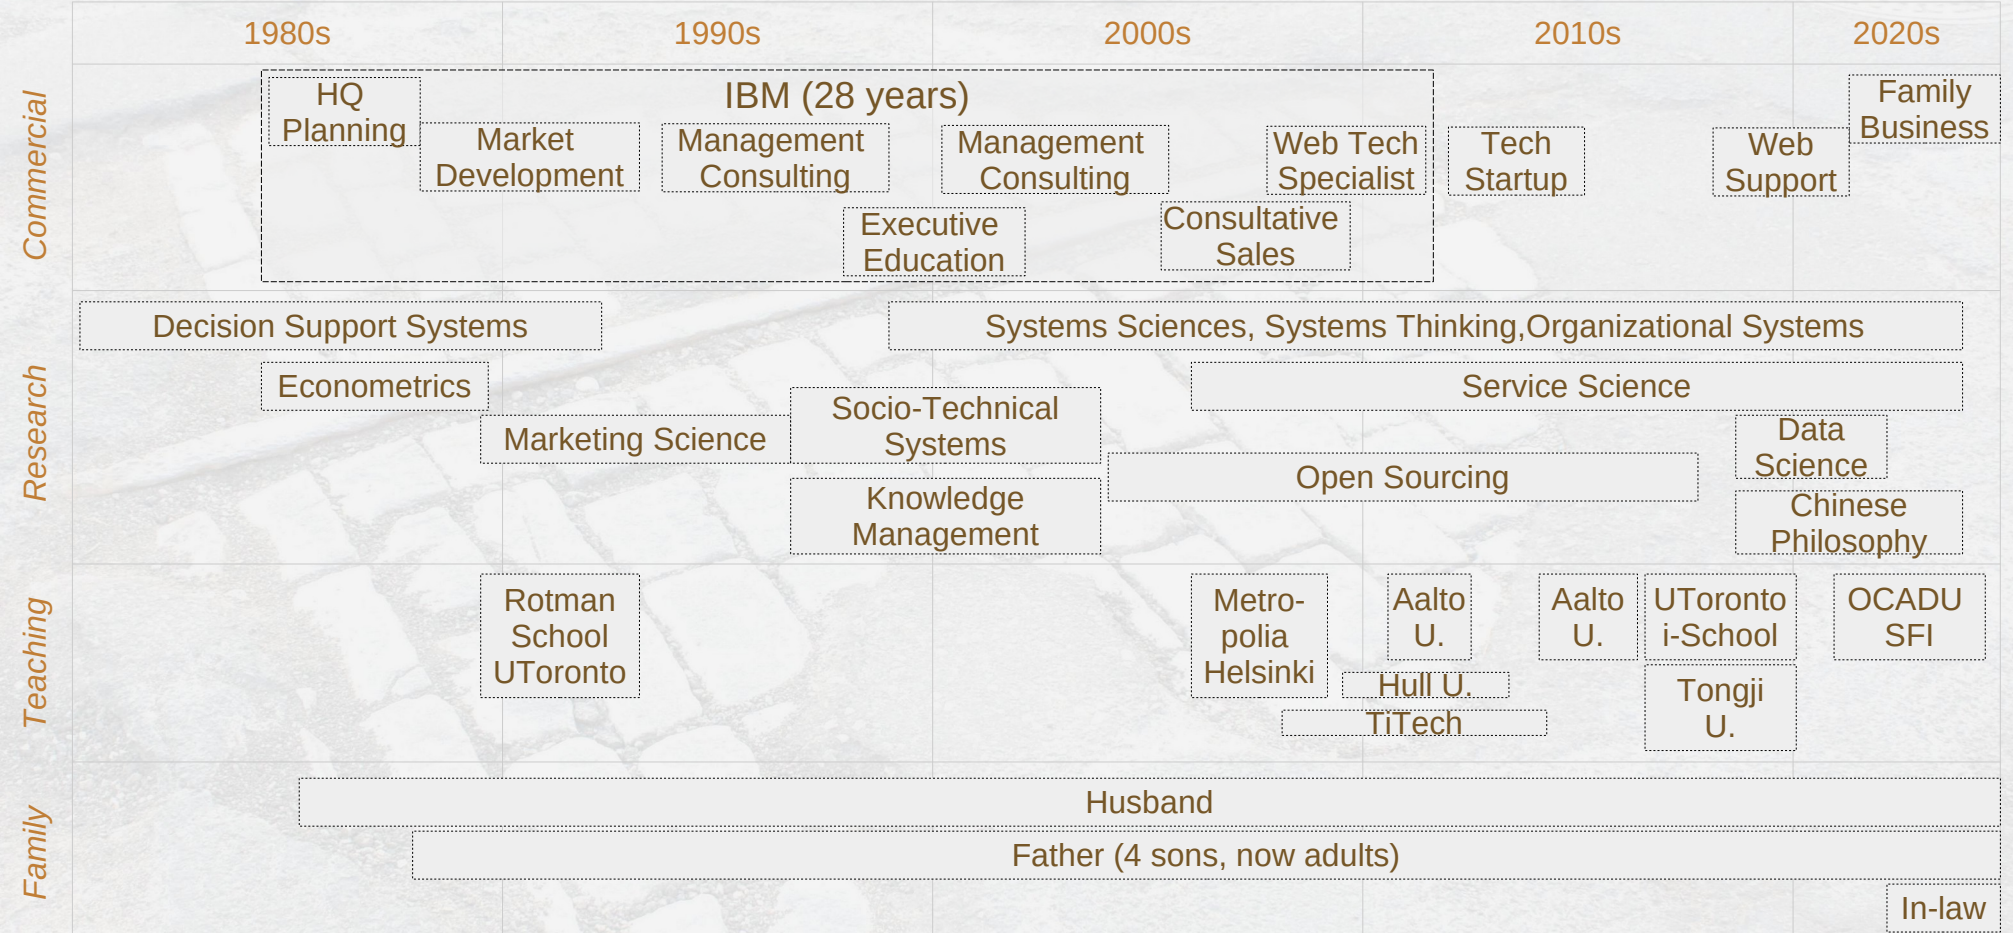 1980s
1990s
2000s
2010s
2020s
Commercial
HQ
Planning
IBM (28 years)
Market
Development
Management
Consulting
Executive
Education
Management
Consulting
Consultative
Sales
Web Tech
Specialist
Tech
Startup
Web
Support
Family
Business
Research
Decision Support Systems
Systems Sciences, Systems Thinking,Organizational Systems
Econometrics
Service Science
Marketing Science
Socio-Technical
Systems
Data
Science
Open Sourcing
Knowledge
Management
Chinese
Philosophy
Teaching
Rotman
School
UToronto
Metro-
polia
Helsinki
Aalto
U.
Hull U.
TiTech
Aalto
U.
UToronto
i-School
Tongji
U.
OCADU
SFI
Family
Husband
Father (4 sons, now adults)
In-law